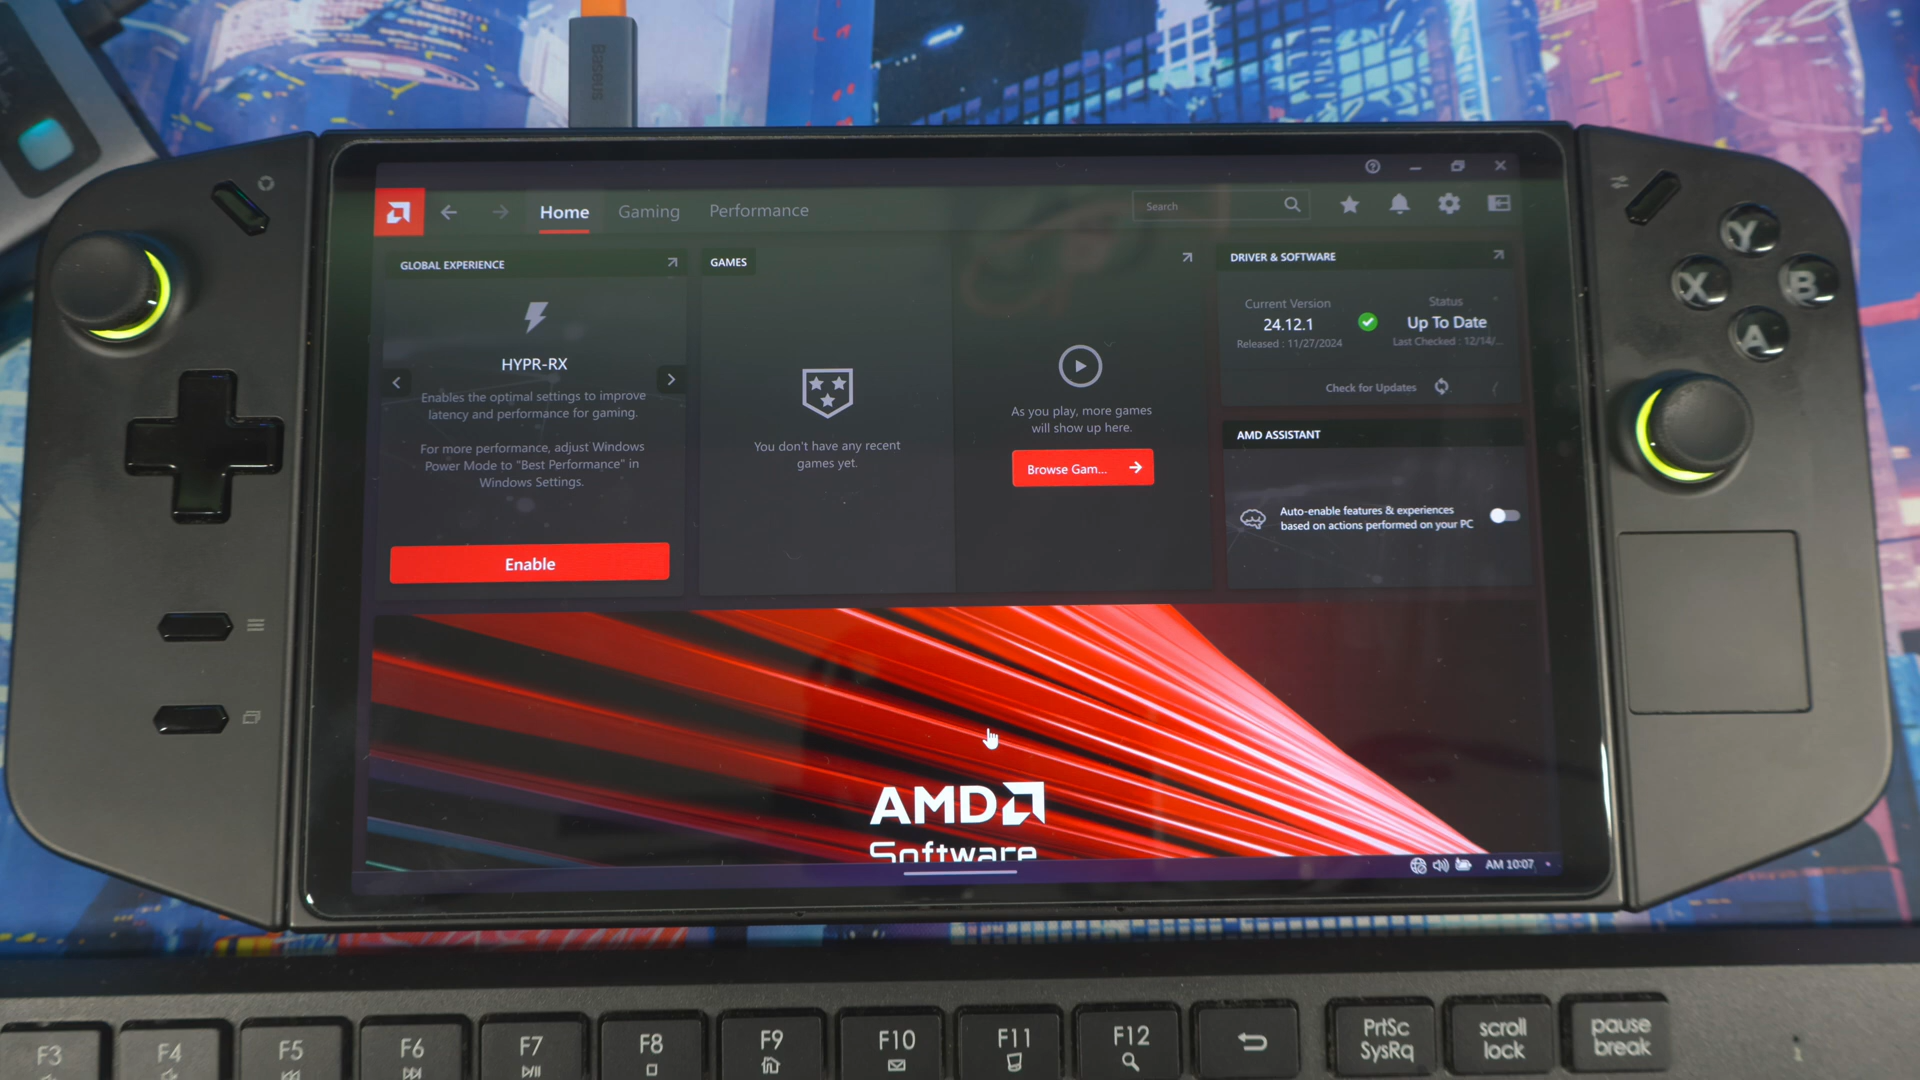 Baseus
Home
Gaming
Performance
Search
GLOBAL EXPERIENCE
HYPR-RX
Enables the optimal settings to improve
latency and performance for gaming.
For more performance, adjust Windows
Power Mode to "Best Performance" in
Windows Settings.
Enable
GAMES
You don't have any recent
games yet.
As you play, more games
will show up here.
Browse Gam...
DRIVER & SOFTWARE
Current Version
24.12.1
Released : 11/27/2024
Status
Up To Date
Last Checked : 12/14/...
Check for Updates
AMD ASSISTANT
Auto-enable features & experiences
based on actions performed on your PC
AMD
Software
AM 10:07
Y
X
B
A
F3
F4
F5
F6
F7
F8
F9
F10
F11
F12
PrtSc
SysRq
scroll
lock
pause
break